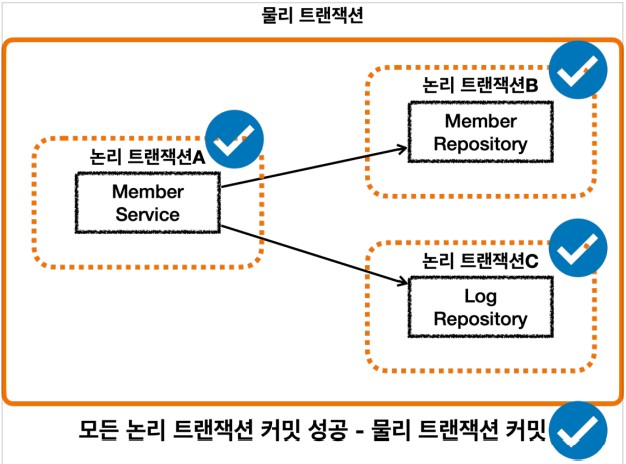 물리 트랜잭션
논리 트랜잭션B
Member
Repository
논리 트랜잭션A
Member
Service
논리 트랜잭션C
Log
Repository
모든 논리 트랜잭션 커밋 성공 - 물리 트랜잭션 커밋